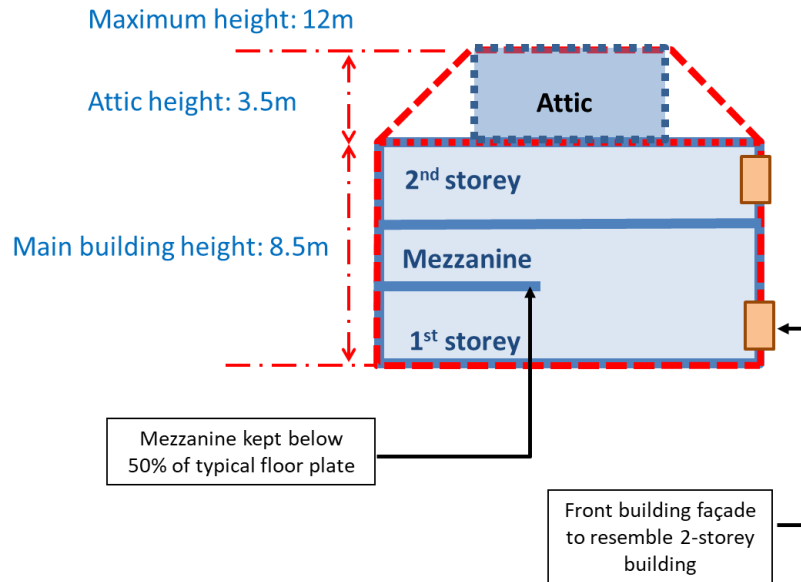 Maximum height: 12m
Attic height: 3.5m
Attic
2nd storey
Main building height: 8.5m
Mezzanine
1st storey
Mezzanine kept below
50% of typical floor plate
Front building façade
to resemble 2-storey
building